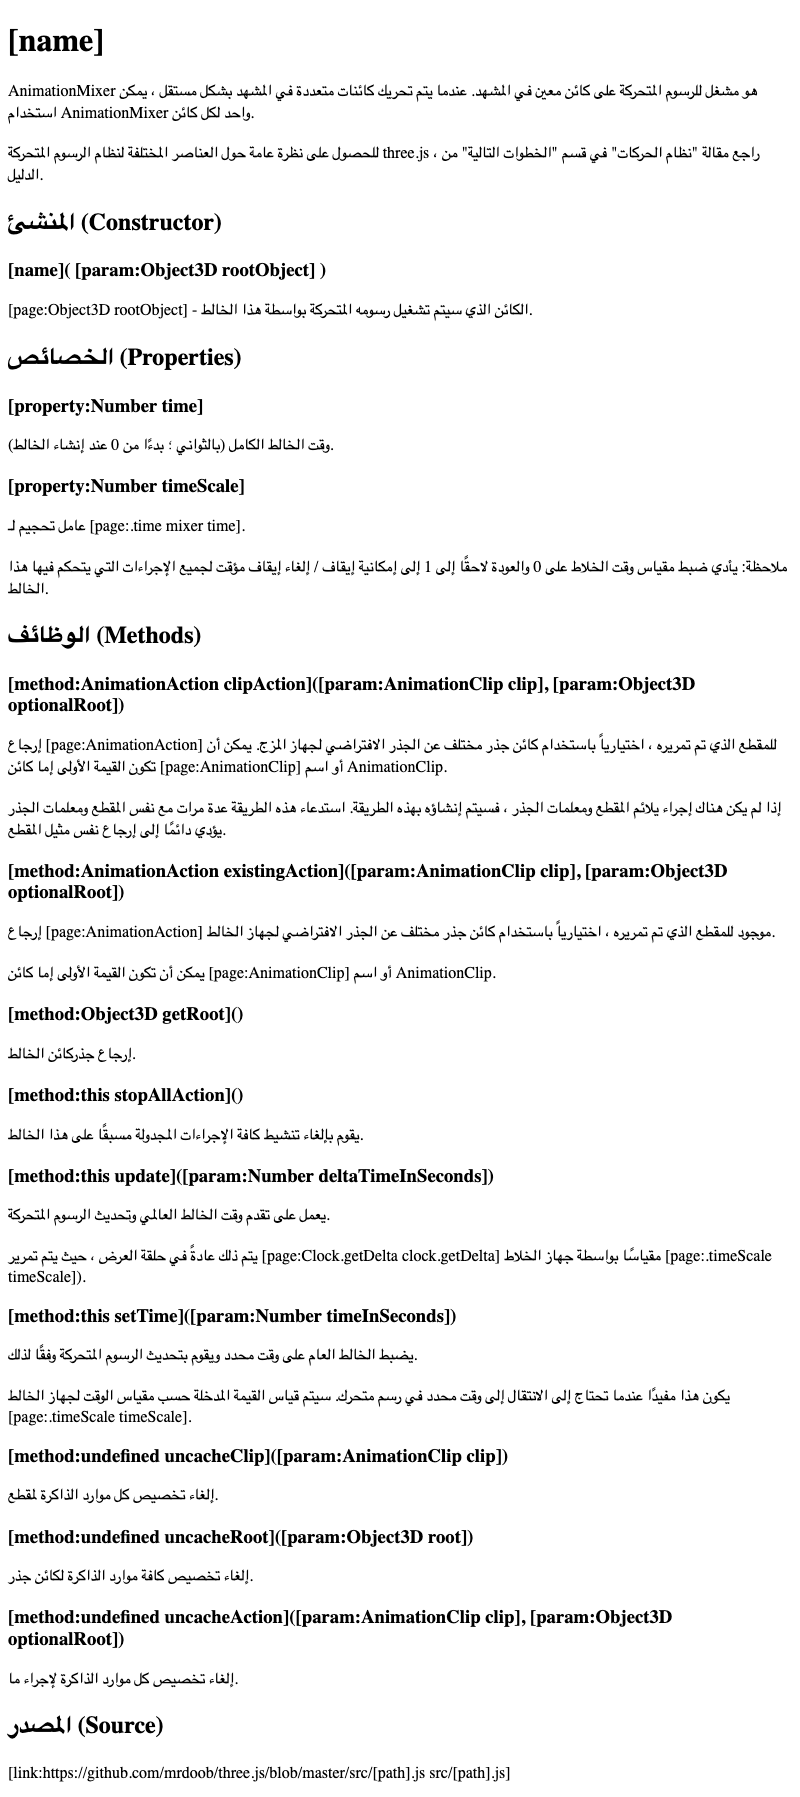 [name]
AnimationMixer هو مشغل للرسوم المتحركة على كائن معين في المشهد. عندما يتم تحريك كائنات متعددة في المشهد بشكل مستقل ، يمكن
استخدام AnimationMixer واحد لكل كائن.
للحصول على نظرة عامة حول العناصر المختلفة لنظام الرسوم المتحركة three.js ، راجع مقالة "نظام الحركات" في قسم "الخطوات التالية" من
الدليل.
المنشئ (Constructor)
[name]( [param:Object3D rootObject] )
[page:Object3D rootObject] - الكائن الذي سيتم تشغيل رسومه المتحركة بواسطة هذا الخالط.
الخصائص (Properties)
[property:Number time]
وقت الخالط الكامل (بالثواني ؛ بدءًا من 0 عند إنشاء الخالط).
[property:Number timeScale]
عامل تحجيم لـ [page:.time mixer time].
ملاحظة: يأدي ضبط مقياس وقت الخلاط على 0 والعودة لاحقًا إلى 1 إلى إمكانية إيقاف / إلغاء إيقاف مؤقت لجميع الإجراءات التي يتحكم فيها هذا
الخالط.
الوظائف (Methods)
[method:AnimationAction clipAction]([param:AnimationClip clip], [param:Object3D
optionalRoot])
إرجاع [page:AnimationAction] للمقطع الذي تم تمريره ، اختيارياً باستخدام كائن جذر مختلف عن الجذر الافتراضي لجهاز المزج. يمكن أن
تكون القيمة الأولى إما كائن [page:AnimationClip] أو اسم AnimationClip.
إذا لم يكن هناك إجراء يلائم المقطع ومعلمات الجذر ، فسيتم إنشاؤه بهذه الطريقة. استدعاء هذه الطريقة عدة مرات مع نفس المقطع ومعلمات الجذر
يؤدي دائمًا إلى إرجاع نفس مثيل المقطع.
[method:AnimationAction existingAction]([param:AnimationClip clip], [param:Object3D
optionalRoot])
إرجاع [page:AnimationAction] موجود للمقطع الذي تم تمريره ، اختيارياً باستخدام كائن جذر مختلف عن الجذر الافتراضي لجهاز الخالط.
يمكن أن تكون القيمة الأولى إما كائن [page:AnimationClip] أو اسم AnimationClip.
[method:Object3D getRoot]()
إرجاع جذركائن الخالط.
[method:this stopAllAction]()
يقوم بإلغاء تنشيط كافة الإجراءات المجدولة مسبقًا على هذا الخالط.
[method:this update]([param:Number deltaTimeInSeconds])
يعمل على تقدم وقت الخالط العالمي وتحديث الرسوم المتحركة.
يتم ذلك عادةً في حلقة العرض ، حيث يتم تمرير [page:Clock.getDelta clock.getDelta] مقياسًا بواسطة جهاز الخلاط [page:.timeScale
timeScale]).
[method:this setTime]([param:Number timeInSeconds])
يضبط الخالط العام على وقت محدد ويقوم بتحديث الرسوم المتحركة وفقًا لذلك.
يكون هذا مفيدًا عندما تحتاج إلى الانتقال إلى وقت محدد في رسم متحرك. سيتم قياس القيمة المدخلة حسب مقياس الوقت لجهاز الخالط
[page:.timeScale timeScale].
[method:undefined uncacheClip]([param:AnimationClip clip])
إلغاء تخصيص كل موارد الذاكرة لمقطع.
[method:undefined uncacheRoot]([param:Object3D root])
إلغاء تخصيص كافة موارد الذاكرة لكائن جذر.
[method:undefined uncacheAction]([param:AnimationClip clip], [param:Object3D
optionalRoot])
إلغاء تخصيص كل موارد الذاكرة لإجراء ما.
المصدر (Source)
[link:https://github.com/mrdoob/three.js/blob/master/src/[path].js src/[path].js]